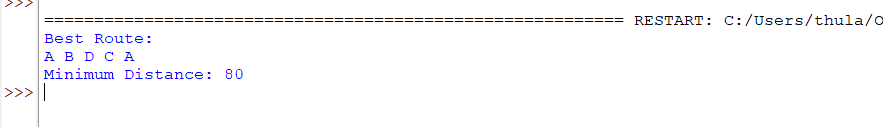 >>>
========================================================== RESTART: C:/Users/thula/O
Best Route:
A B D C A
Minimum Distance: 80
>>>